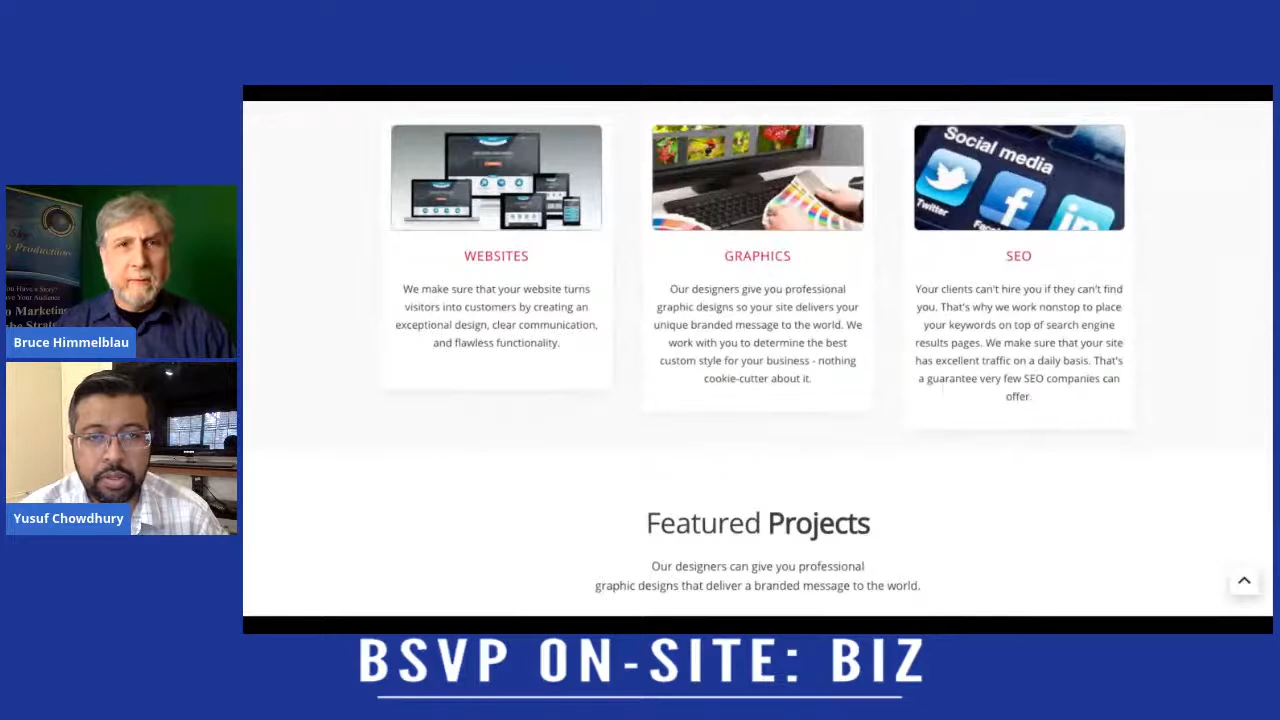 Social media
Twitter
in
WEBSITES
We make sure that your website turns
visitors into customers by creating an
exceptional design, clear communication,
and flawless functionality.
GRAPHICS
Our designers give you professional
graphic designs so your site delivers your
unique branded message to the world. We
work with you to determine the best
custom style for your business - nothing
cookie-cutter about it.
SEO
Your clients can't hire you if they can't find
you. That's why we work nonstop to place
your keywords on top of search engine
results pages. We make sure that your site
has excellent traffic on a daily basis. That's
a guarantee very few SEO companies can
offer.
Featured Projects
Our designers can give you professional
graphic designs that deliver a branded message to the world.
Bruce Himmelblau
Yusuf Chowdhury
BSVP ON-SITE: BIZ